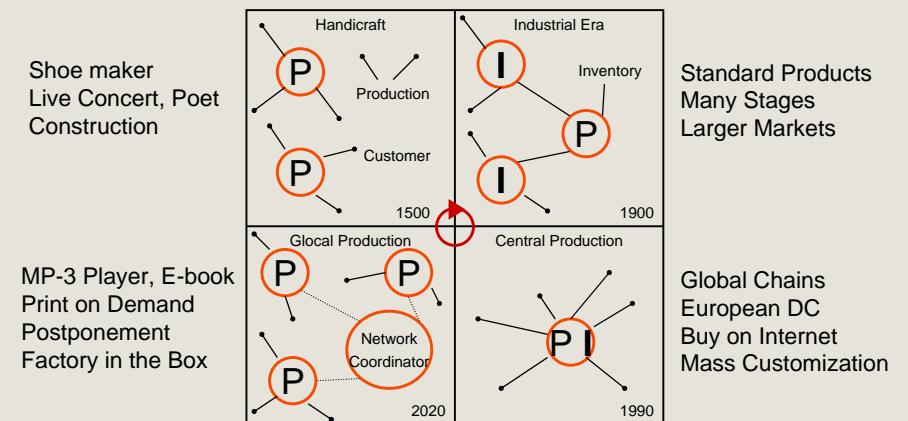 Shoe maker
Live Concert, Poet
Construction
Handicraft
P
Production
P
Customer
1500
Industrial Era
I
Inventory
P
I
1900
Standard Products
Many Stages
Larger Markets
MP-3 Player, E-book
Print on Demand
Postponement
Factory in the Box
Glocal Production
P
P
Network
Coordinator
P
2020
Central Production
P I
1990
Global Chains
European DC
Buy on Internet
Mass Customization